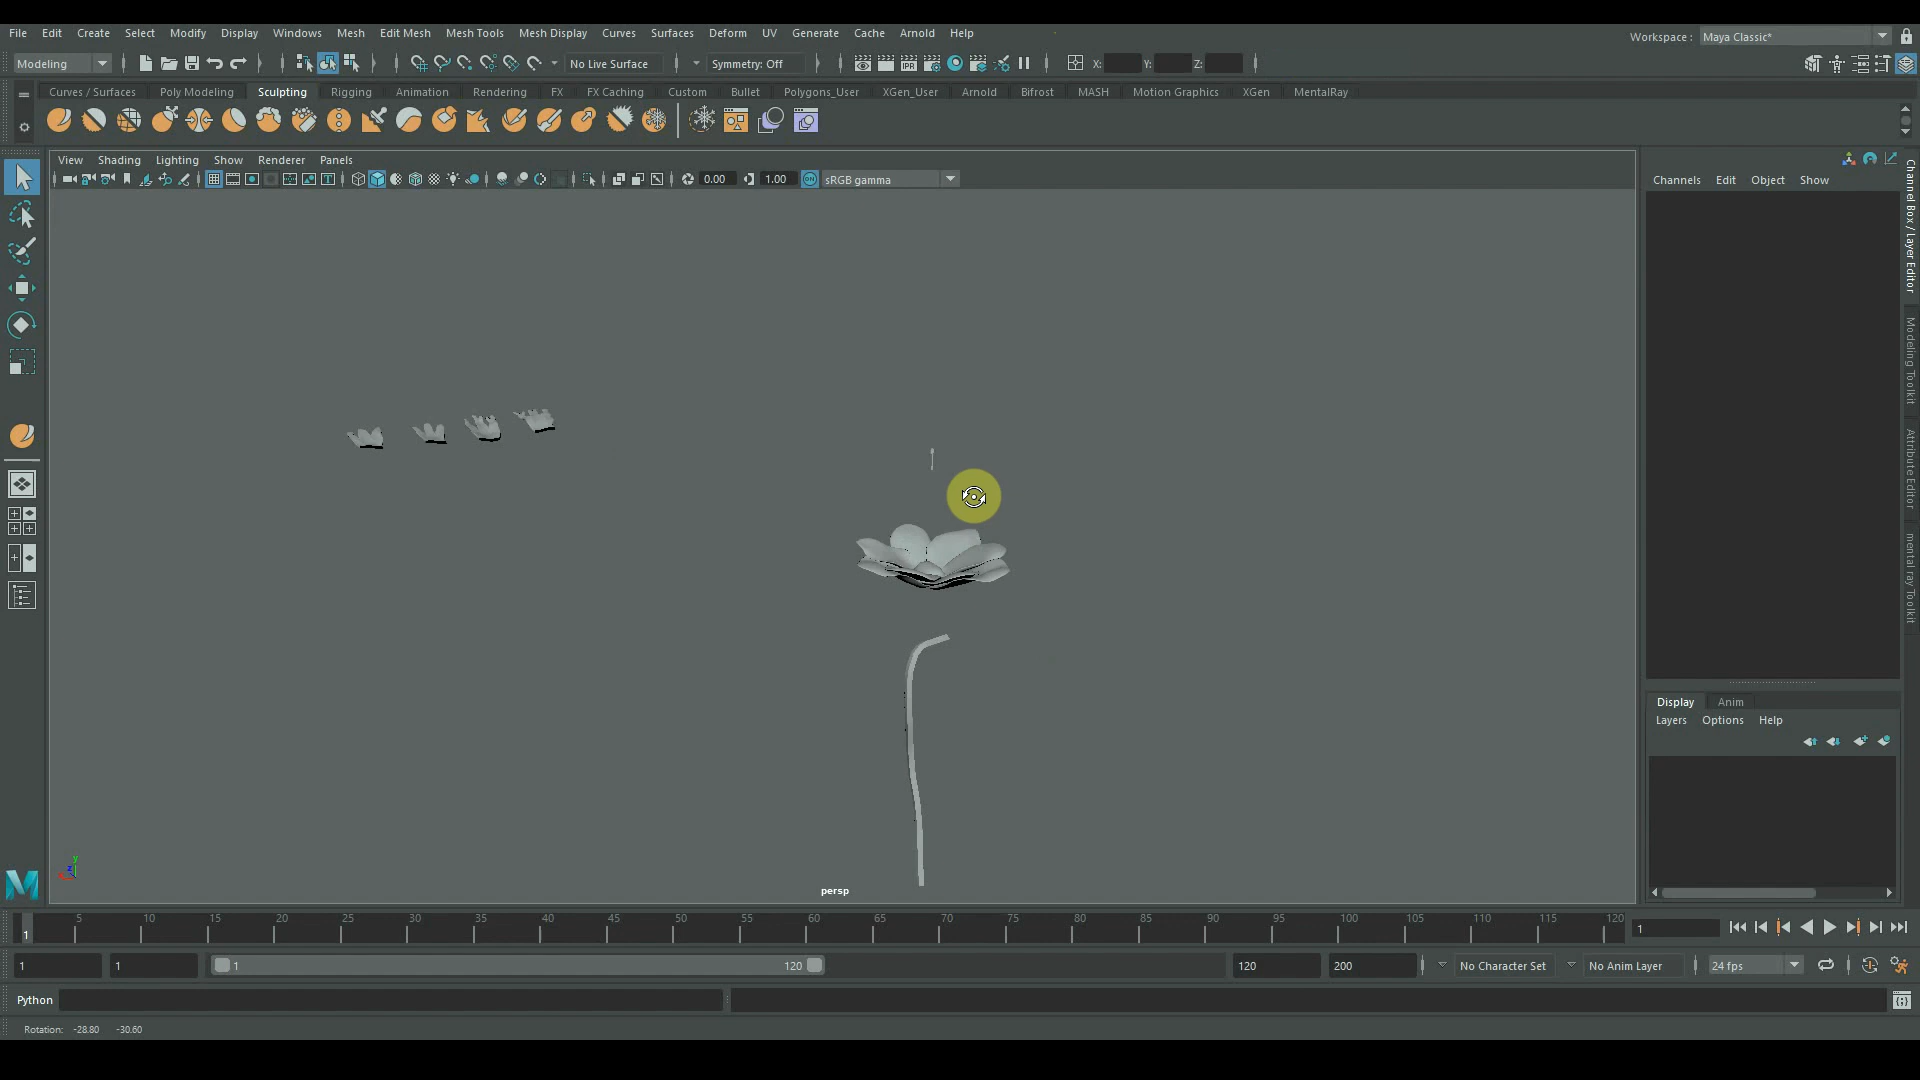 File Edit Create Select Modify Display Windows Mesh Edit Mesh Mesh Tools Mesh Display Curves Surfaces Deform UV Generate Cache Arnold Help
Workspace : Maya Classic*
Modeling No Live Surface Symmetry: Off IPR X: Y: Z:
Curves / Surfaces Poly Modeling Sculpting Rigging Animation Rendering FX FX Caching Custom Bullet Polygons_User XGen_User Arnold Bifrost MASH Motion Graphics XGen MentalRay
View Shading Lighting Show Renderer Panels
0.00 1.00 ON sRGB gamma
Channels Edit Object Show
Channel Box / Layer Editor
Modeling Toolkit
Attribute Editor
mental ray Toolkit
Display Anim
Layers Options Help
y
z
x
persp
5 10 15 20 25 30 35 40 45 50 55 60 65 70 75 80 85 90 95 100 105 110 115 120
1 1
1 1 1 120 120 200 No Character Set No Anim Layer 24 fps
Python
Rotation: -28.80 -30.60